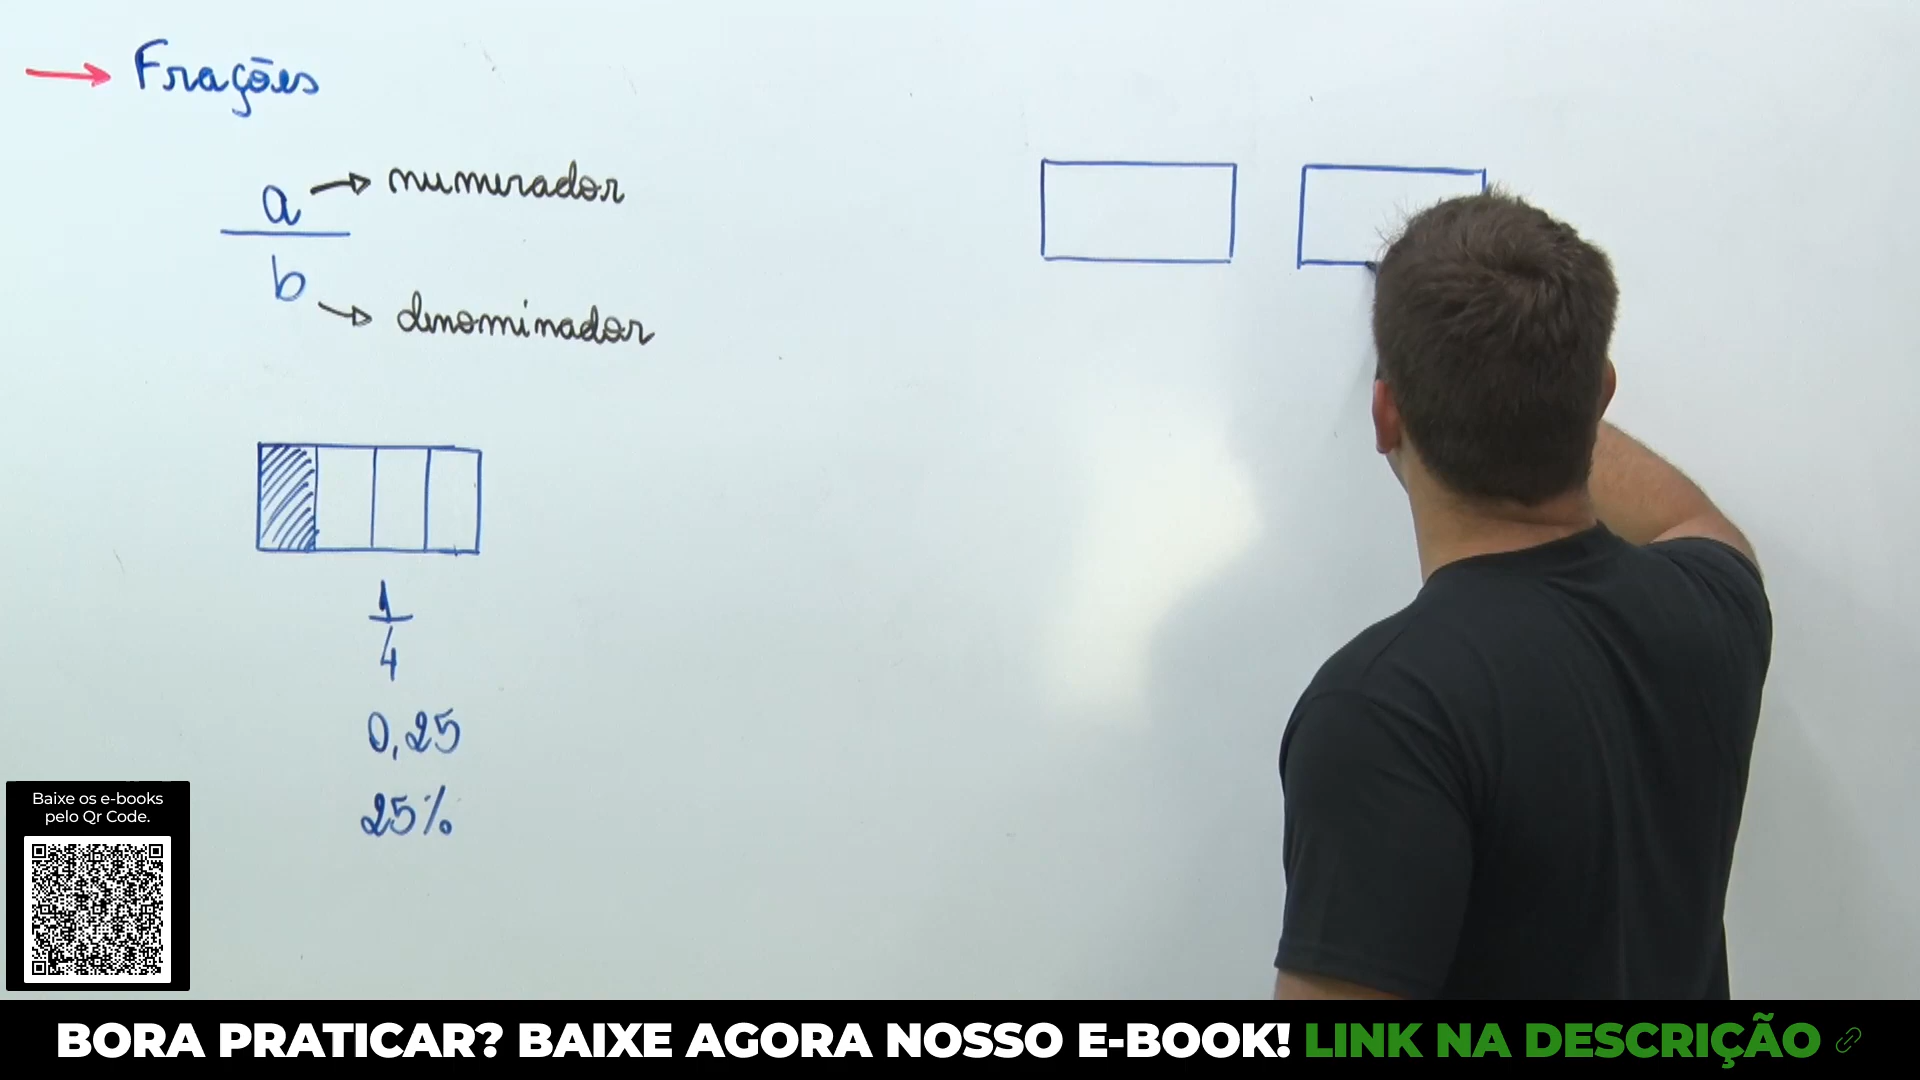 Frações
a numerador
b denominador
1
4
0,25
25%
Baixe os e-books
pelo Qr Code.
BORA PRATICAR? BAIXE AGORA NOSSO E-BOOK! LINK NA DESCRIÇÃO